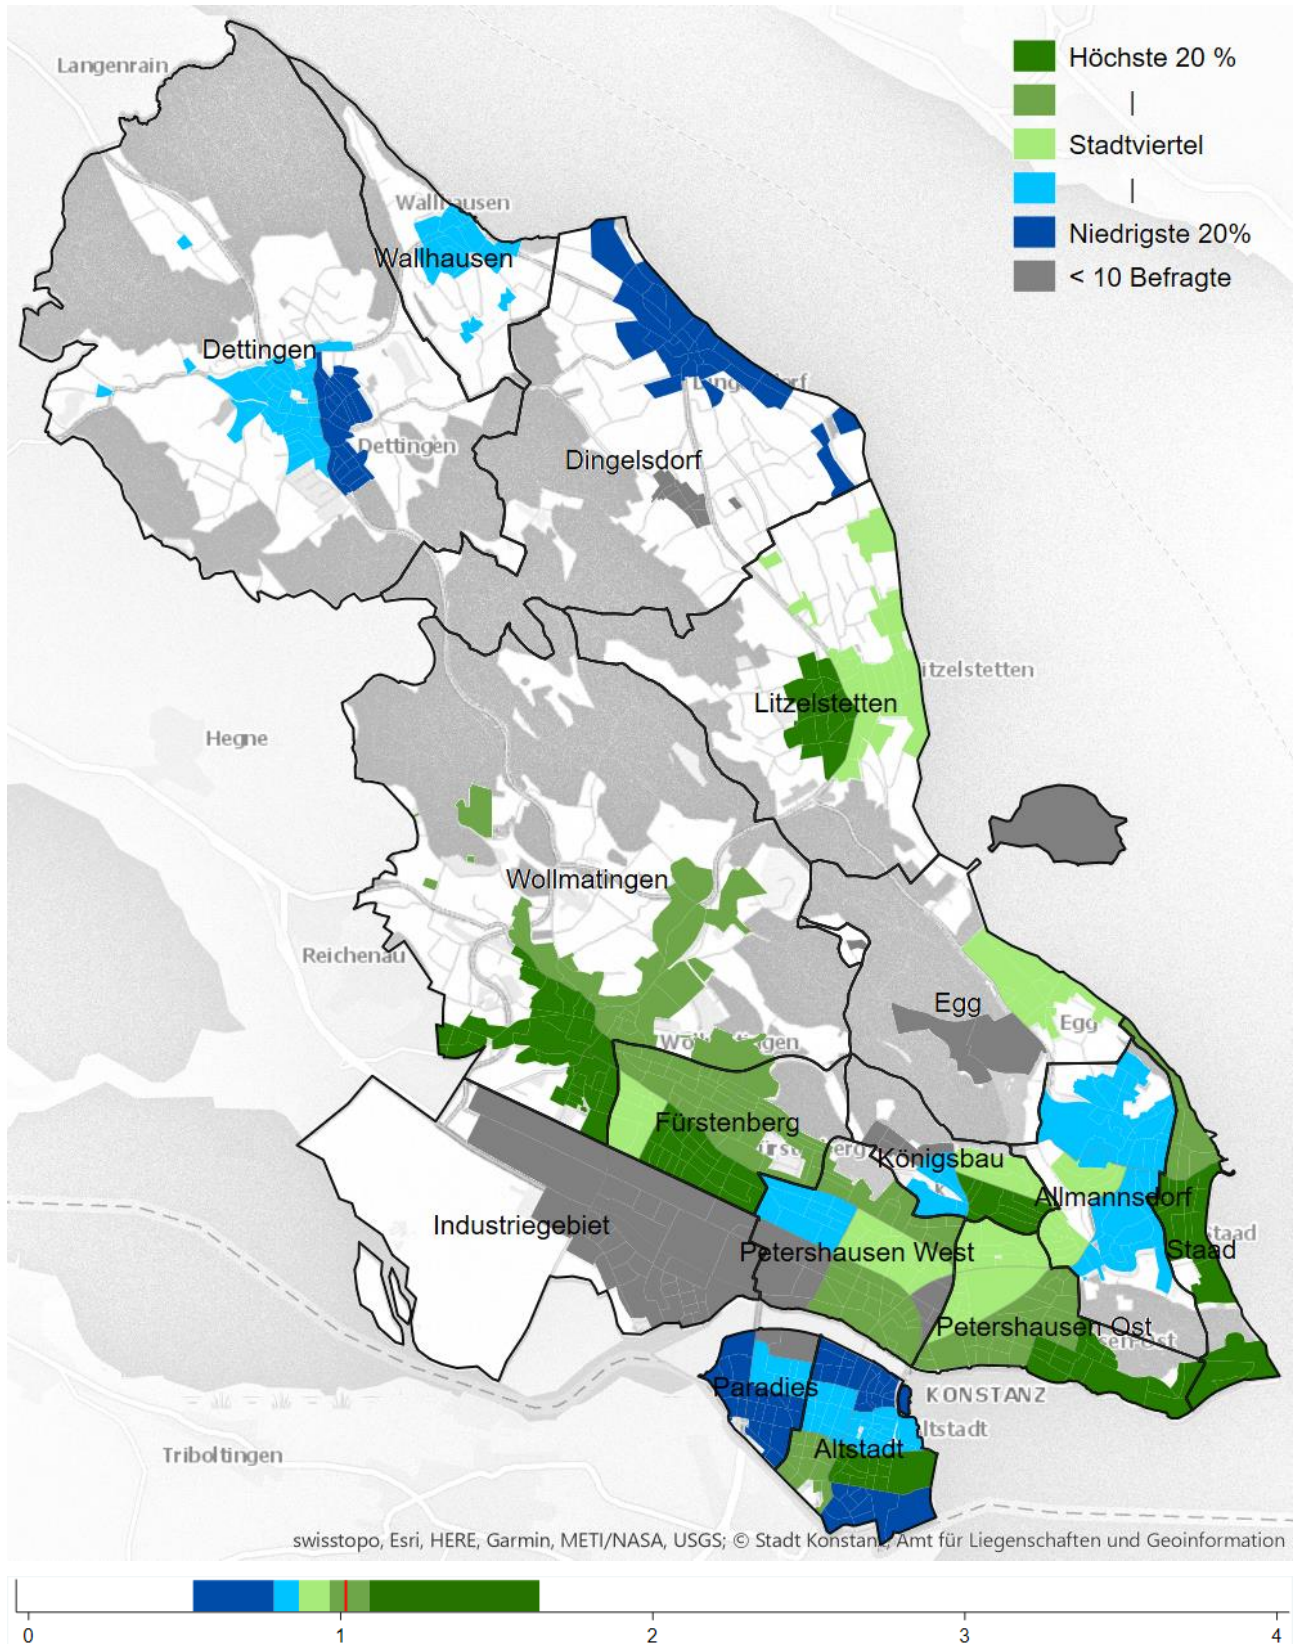 Langenrain
Höchste 20 %
|
Stadtviertel
|
Niedrigste 20%
< 10 Befragte
Wallhausen
Wallhausen
Dettingen
Dettingen
Dingelsdorf
Litzelstetten
itzelstetten
Hegne
Wollmatingen
Reichenau
Egg
Egg
Fürstenberg
Königsbau
Allmannsdorf
Industriegebiet
Petershausen West
Staad
Staad
Petershausen Ost
Paradies
KONSTANZ
ltstadt
Altstadt
Triboltingen
swisstopo, Esri, HERE, Garmin, METI/NASA, USGS; © Stadt Konstanz, Amt für Liegenschaften und Geoinformation
0 1 2 3 4